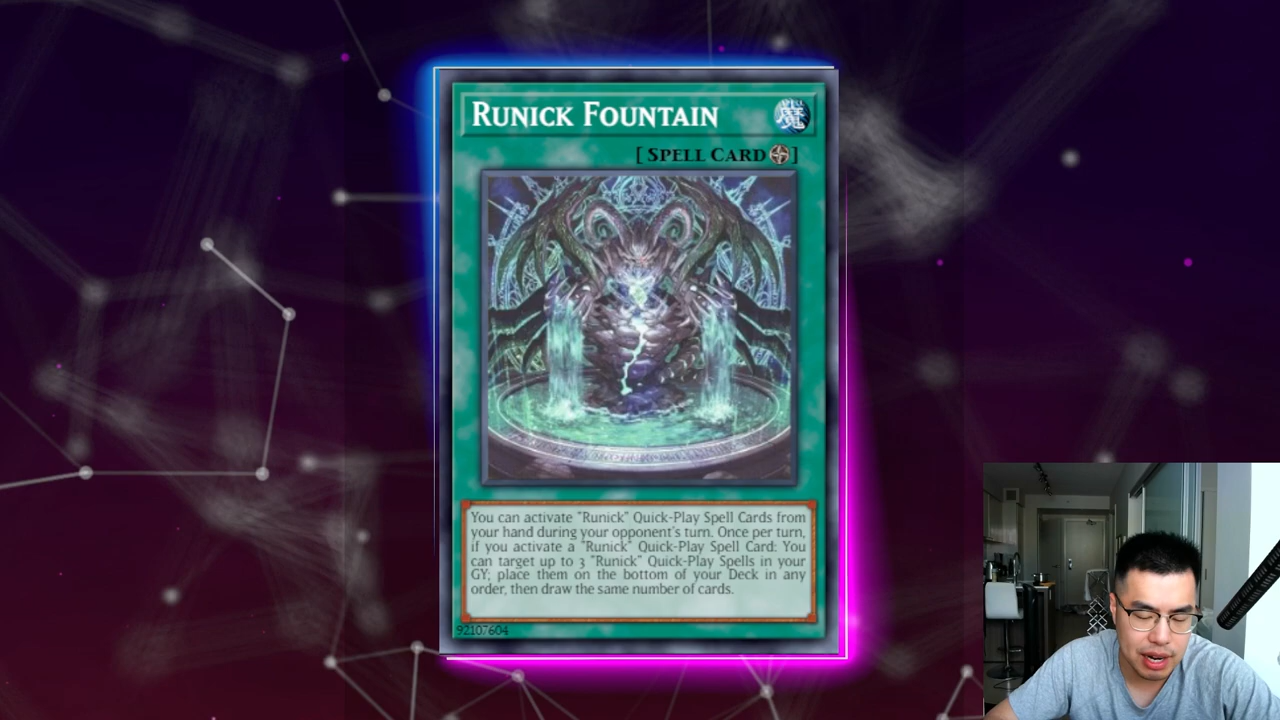 RUNICK FOUNTAIN
魔
[ SPELL CARD ]
You can activate "Runick" Quick-Play Spell Cards from
your hand during your opponent's turn. Once per turn,
if you activate a "Runick" Quick-Play Spell Card: You
can target up to 3 "Runick" Quick-Play Spells in your
GY; place them on the bottom of your Deck in any
order, then draw the same number of cards.
92107604